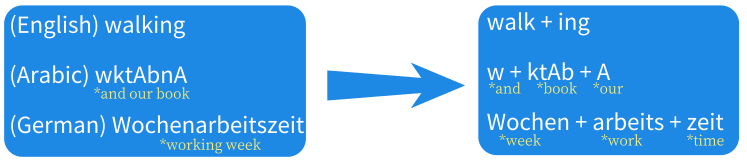 (English) walking
(Arabic) wktAbnA
*and our book
(German) Wochenarbeitszeit
*working week
walk + ing
w + ktAb + A
*and *book *our
Wochen + arbeits + zeit
*week *work *time